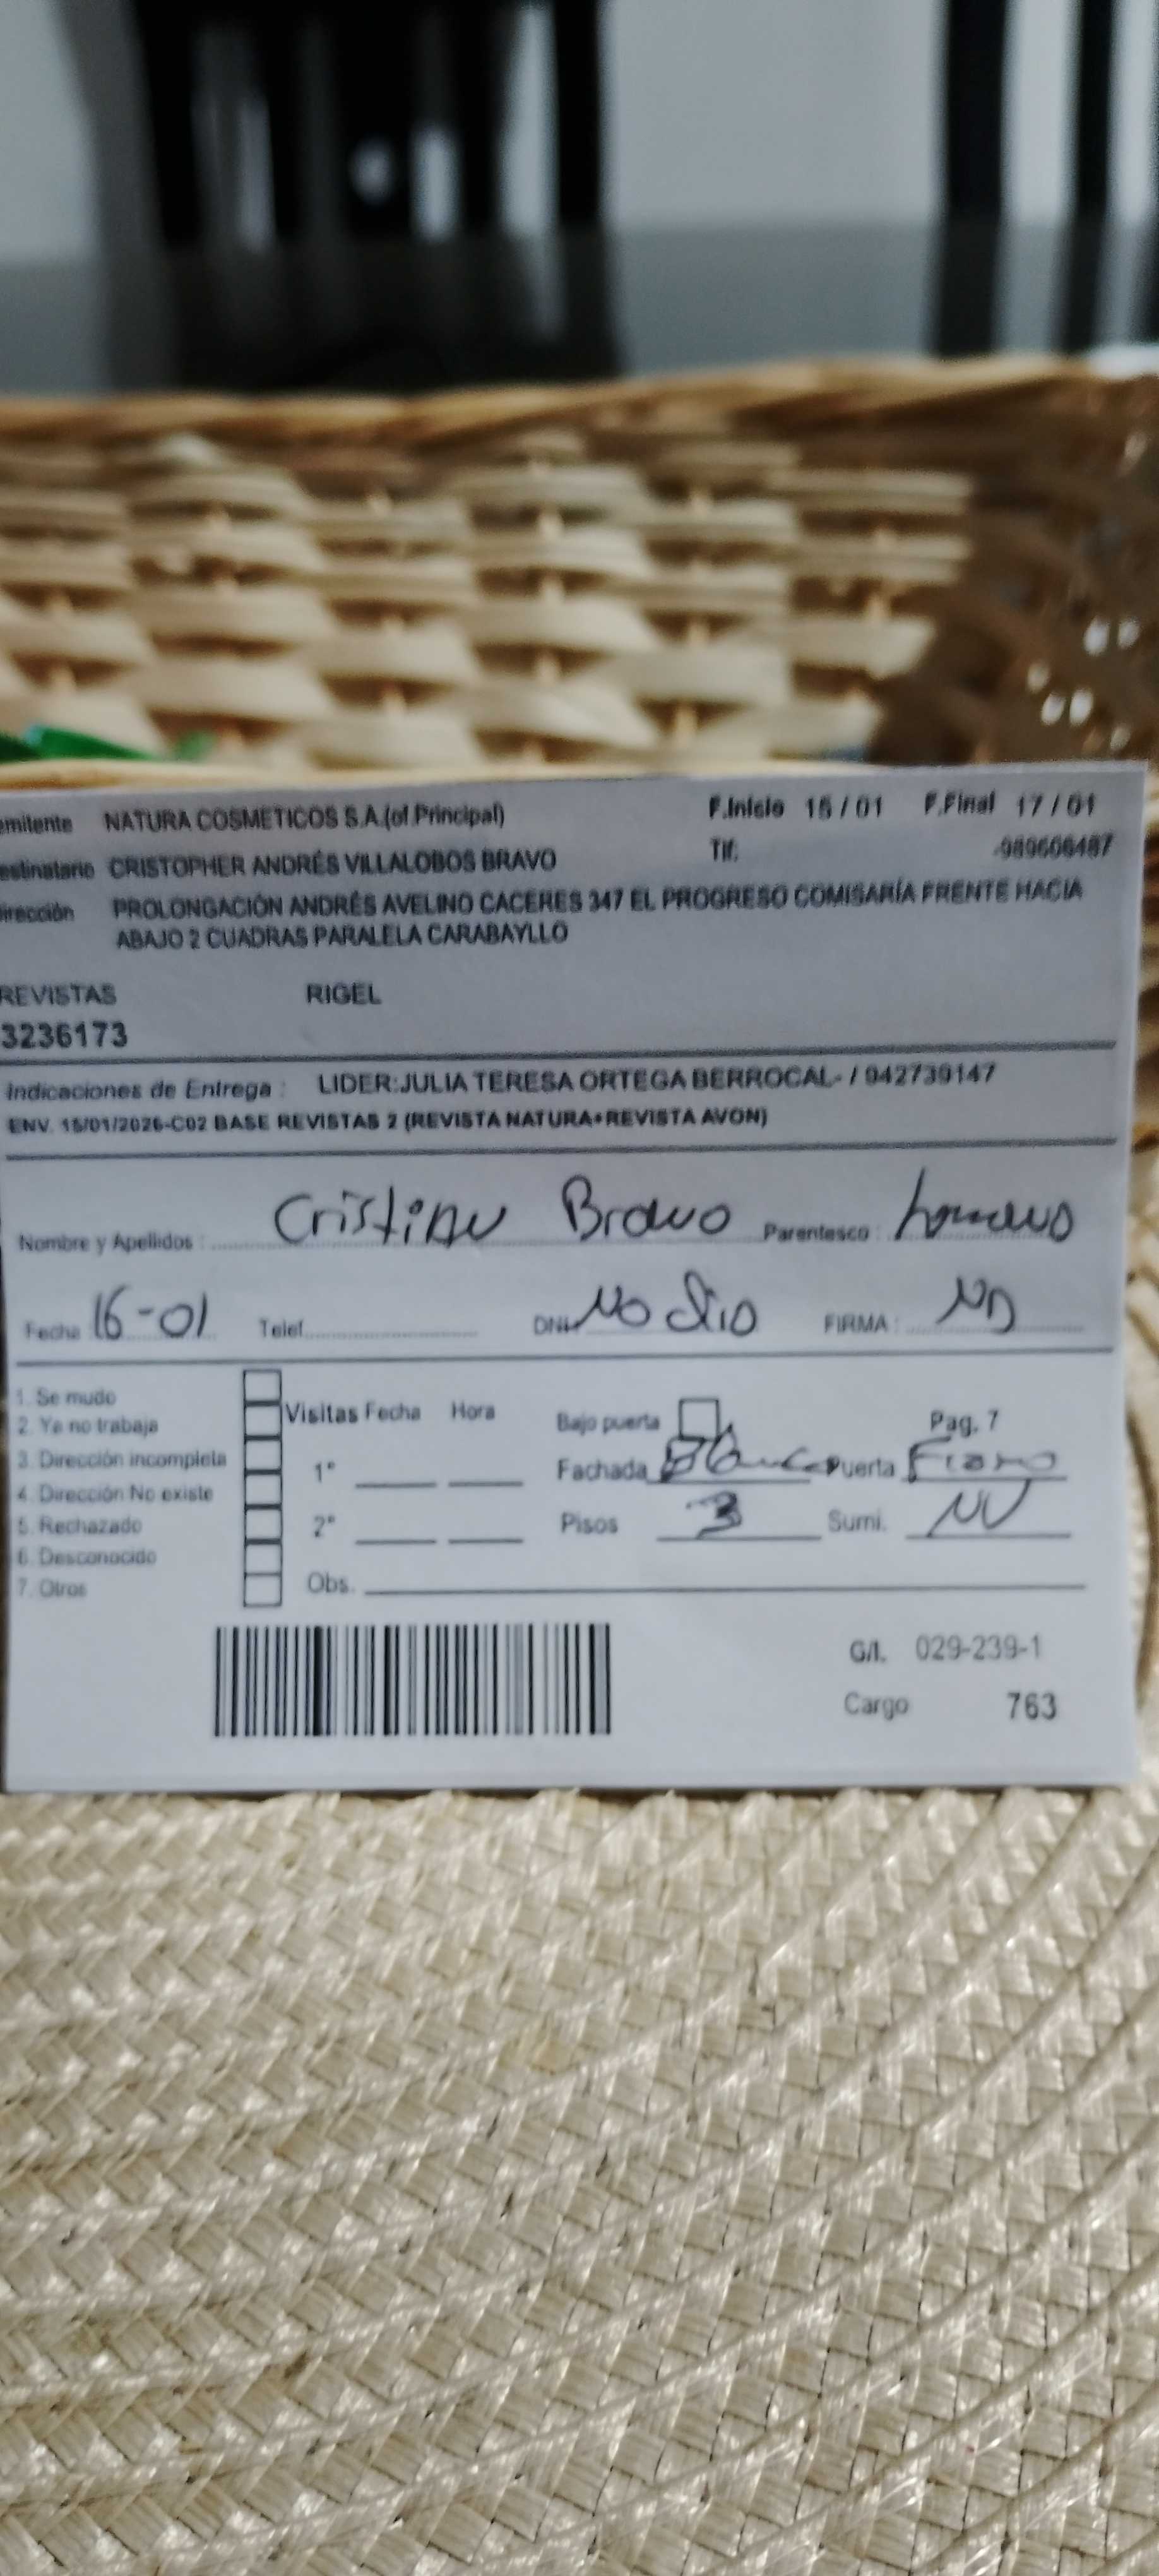 emitente NATURA COSMETICOS S.A.(of.Principal) F.Inicio 15 / 01 F.Final 17 / 01
estinatario CRISTOPHER ANDRÉS VILLALOBOS BRAVO Tlf. -989606487
irección PROLONGACIÓN ANDRÉS AVELINO CACERES 347 EL PROGRESO COMISARÍA FRENTE HACIA
ABAJO 2 CUADRAS PARALELA CARABAYLLO
REVISTAS RIGEL
3236173
Indicaciones de Entrega : LIDER:JULIA TERESA ORTEGA BERROCAL- / 942739147
ENV. 15/01/2026-C02 BASE REVISTAS 2 (REVISTA NATURA+REVISTA AVON)
Nombre y Apellidos : Bravo Parentesco :
Fecha 16-01 Telef. DNI No dio FIRMA : ND
1. Se mudo
2. Ya no trabaja Visitas Fecha Hora Bajo puerta Pag. 7
3. Dirección incompleta 1° Fachada Blanca Puerta Fierro
4. Dirección No existe
5. Rechazado 2° Pisos 3 Sumi.
6. Desconocido
7. Otros Obs.
G/I. 029-239-1
Cargo 763